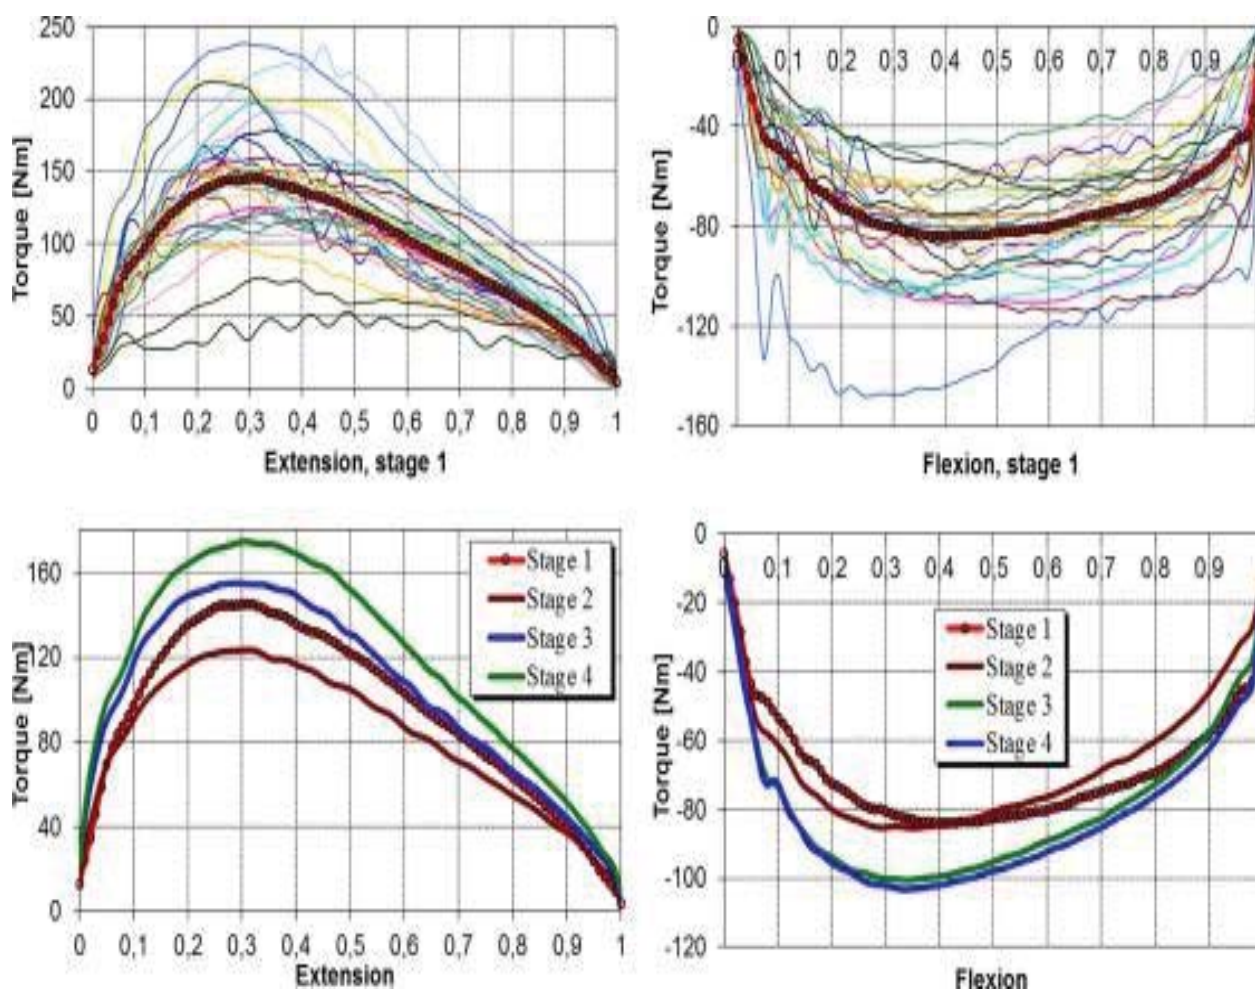 250
200
150
100
50
0
Torque [Nm]
0 0,1 0,2 0,3 0,4 0,5 0,6 0,7 0,8 0,9 1
Extension, stage 1
0
-40
-80
-120
-160
Torque [Nm]
0,1 0,2 0,3 0,4 0,5 0,6 0,7 0,8 0,9
Flexion, stage 1
160
120
80
40
0
Torque [Nm]
Stage 1
Stage 2
Stage 3
Stage 4
0 0,1 0,2 0,3 0,4 0,5 0,6 0,7 0,8 0,9 1
Extension
0
-20
-40
-60
-80
-100
-120
Torque [Nm]
0,1 0,2 0,3 0,4 0,5 0,6 0,7 0,8 0,9
Stage 1
Stage 2
Stage 3
Stage 4
Flexion